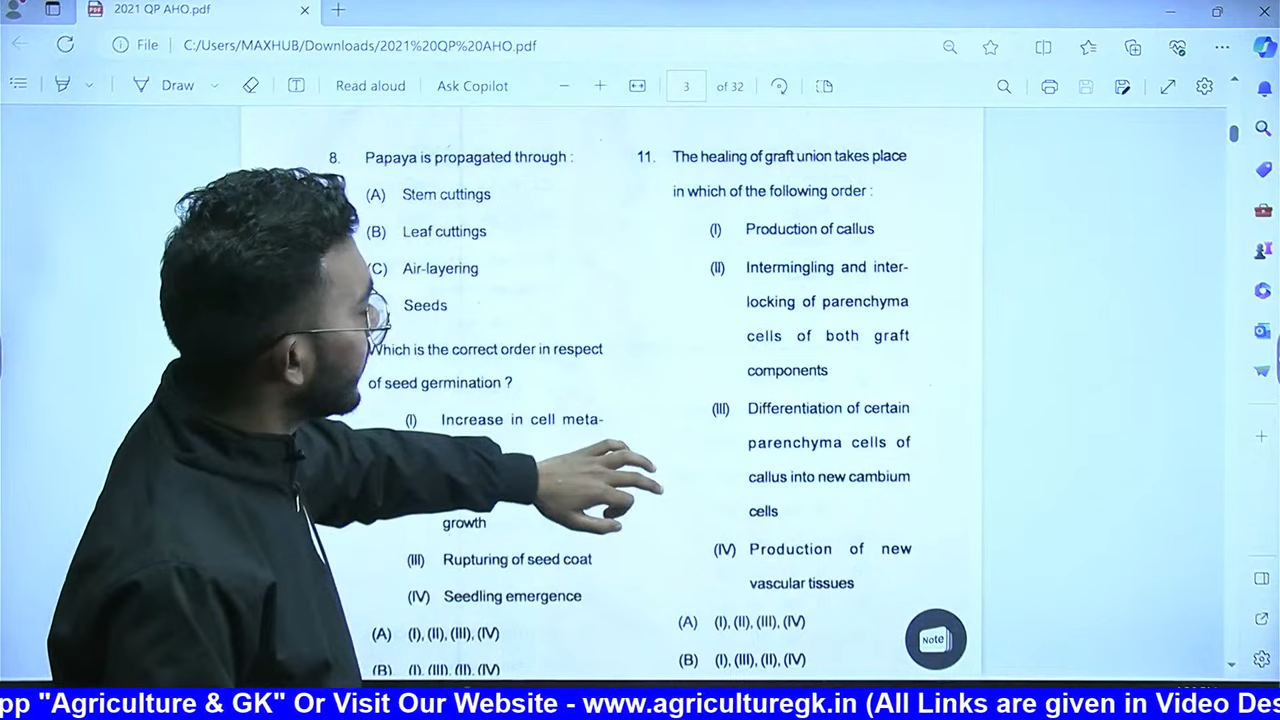 2021 QP AHO.pdf
File
C:/Users/MAXHUB/Downloads/2021%20QP%20AHO.pdf
Draw
Read aloud
Ask Copilot
3
of 32
8. Papaya is propagated through :
(A) Stem cuttings
(B) Leaf cuttings
(C) Air-layering
Seeds
Which is the correct order in respect
of seed germination ?
(I) Increase in cell meta-
growth
(III) Rupturing of seed coat
(IV) Seedling emergence
(A) (I), (II), (III), (IV)
(B) (I), (III), (II), (IV)
11. The healing of graft union takes place
in which of the following order :
(I) Production of callus
(II) Intermingling and inter-
locking of parenchyma
cells of both graft
components
(III) Differentiation of certain
parenchyma cells of
callus into new cambium
cells
(IV) Production of new
vascular tissues
(A) (I), (II), (III), (IV)
(B) (I), (III), (II), (IV)
Note
"Agriculture & GK" Or Visit Our Website - www.agriculturegk.in (All Links are given in Video